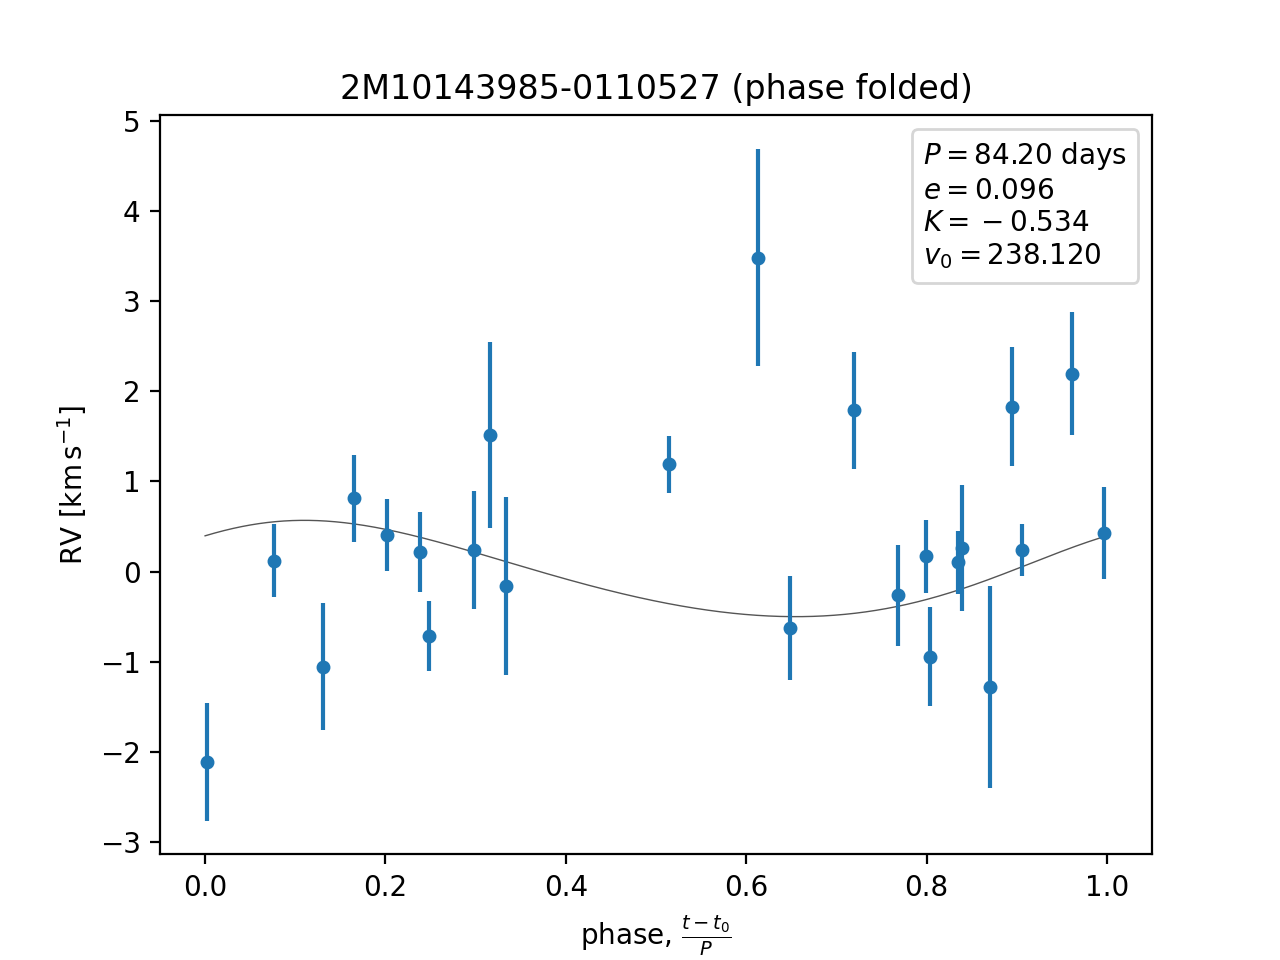 2M10143985-0110527 (phase folded)
P = 84.20 days
e = 0.096
K = −0.534
v₀ = 238.120
5
4
3
2
1
0
−1
−2
−3
RV [km s⁻¹]
0.0 0.2 0.4 0.6 0.8 1.0
phase, (t − t₀)/P